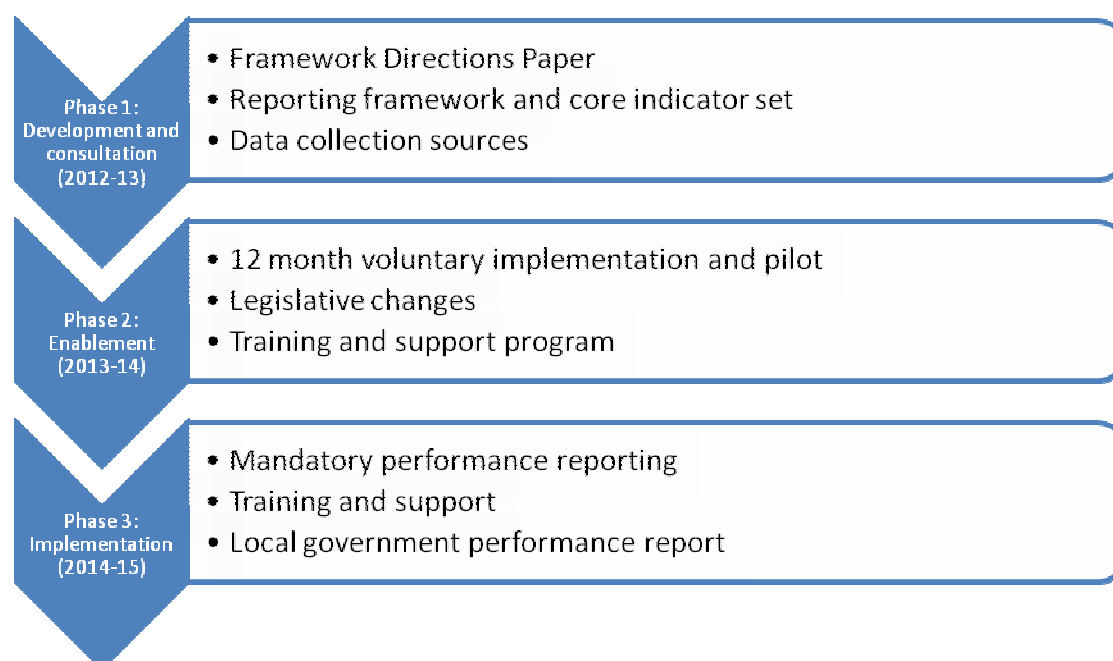 Phase 1:
Development and
consultation
(2012-13)
• Framework Directions Paper
• Reporting framework and core indicator set
• Data collection sources
Phase 2:
Enablement
(2013-14)
• 12 month voluntary implementation and pilot
• Legislative changes
• Training and support program
Phase 3:
Implementation
(2014-15)
• Mandatory performance reporting
• Training and support
• Local government performance report